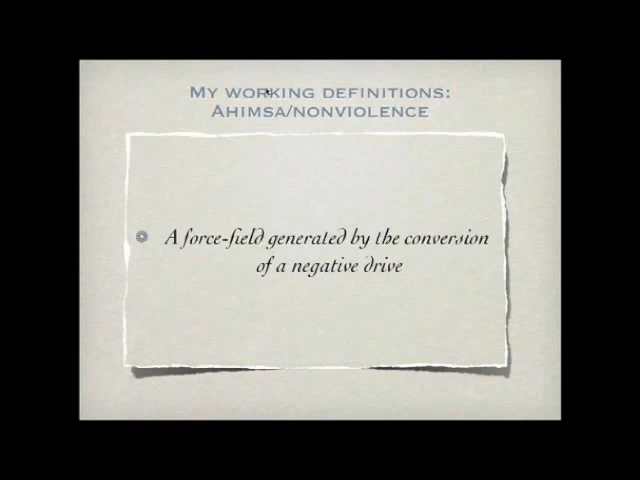 My working definitions:
Ahimsa/nonviolence
A force-field generated by the conversion
of a negative drive